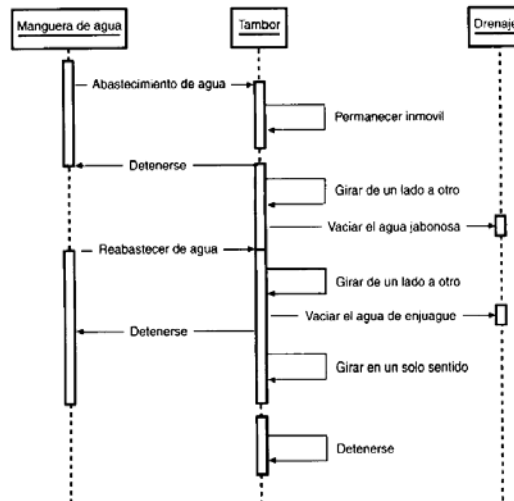 Manguera de agua
Tambor
Drenaje
Abastecimiento de agua
Permanecer inmovil
Detenerse
Girar de un lado a otro
Vaciar el agua jabonosa
Reabastecer de agua
Girar de un lado a otro
Vaciar el agua de enjuague
Detenerse
Girar en un solo sentido
Detenerse